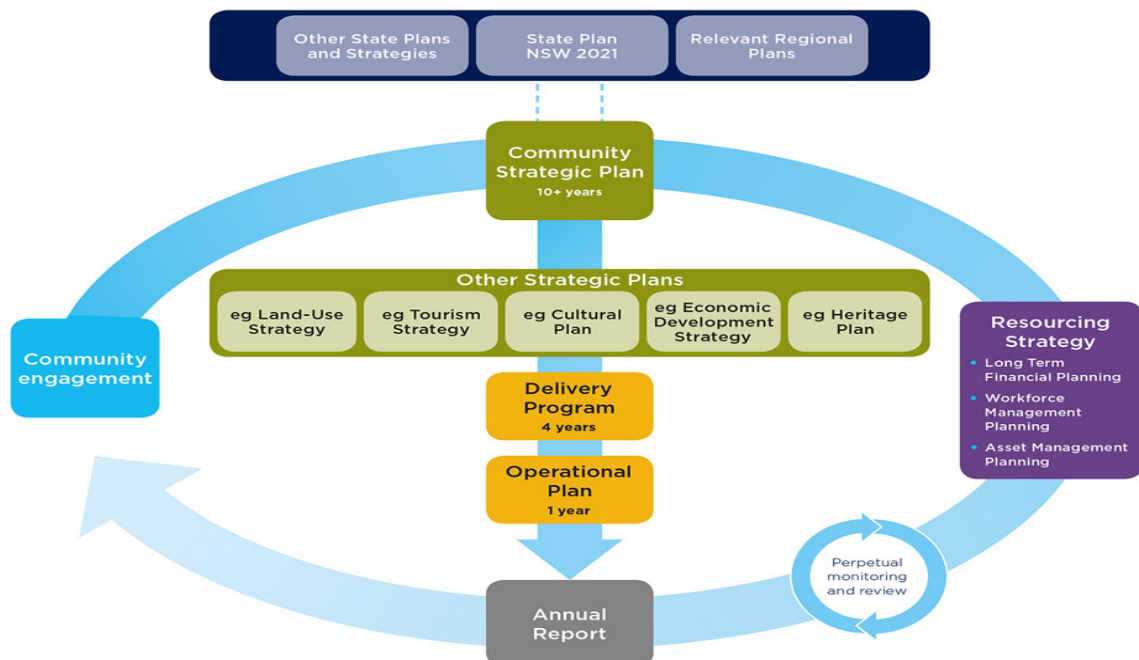 Other State Plans
and Strategies
State Plan
NSW 2021
Relevant Regional
Plans
Community
Strategic Plan
10+ years
Other Strategic Plans
eg Land-Use
Strategy
eg Tourism
Strategy
eg Cultural
Plan
eg Economic
Development
Strategy
eg Heritage
Plan
Community
engagement
Resourcing
Strategy
• Long Term
Financial Planning
• Workforce
Management
Planning
• Asset Management
Planning
Delivery
Program
4 years
Operational
Plan
1 year
Perpetual
monitoring
and review
Annual
Report